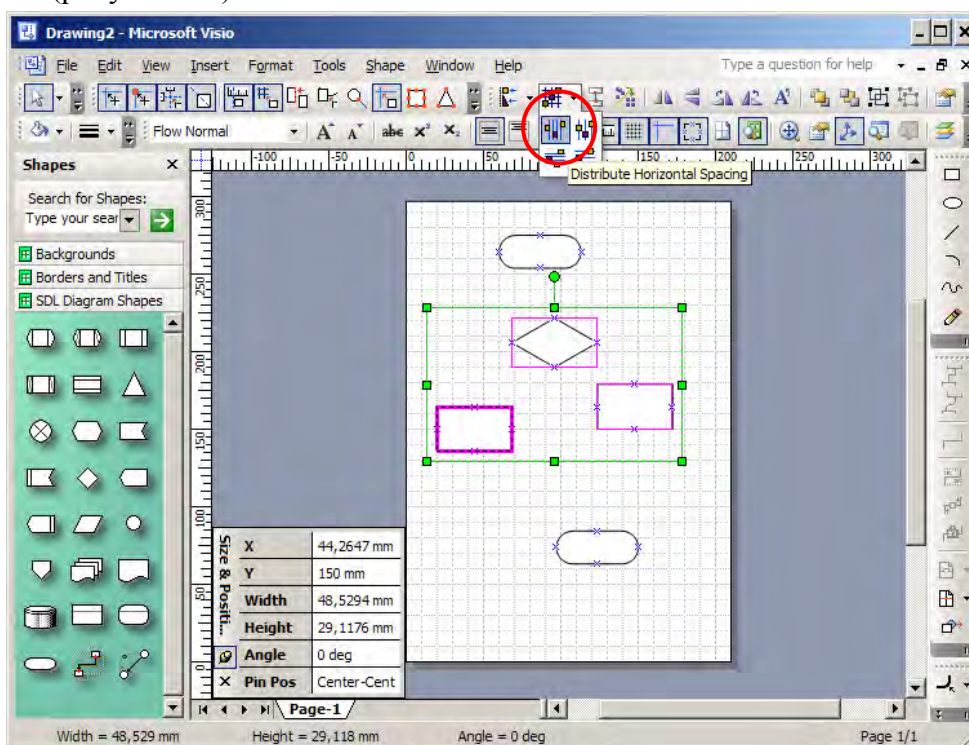 Drawing2 - Microsoft Visio
File Edit View Insert Format Tools Shape Window Help
Type a question for help
Flow Normal
Distribute Horizontal Spacing
Shapes
Search for Shapes:
Type your sear
Backgrounds
Borders and Titles
SDL Diagram Shapes
-100 -50 0 50 150 200 250 300
300
250
200
150
100
50
0
Size & Positi...
X 44,2647 mm
Y 150 mm
Width 48,5294 mm
Height 29,1176 mm
Angle 0 deg
Pin Pos Center-Cent
Page-1
Width = 48,529 mm Height = 29,118 mm Angle = 0 deg Page 1/1